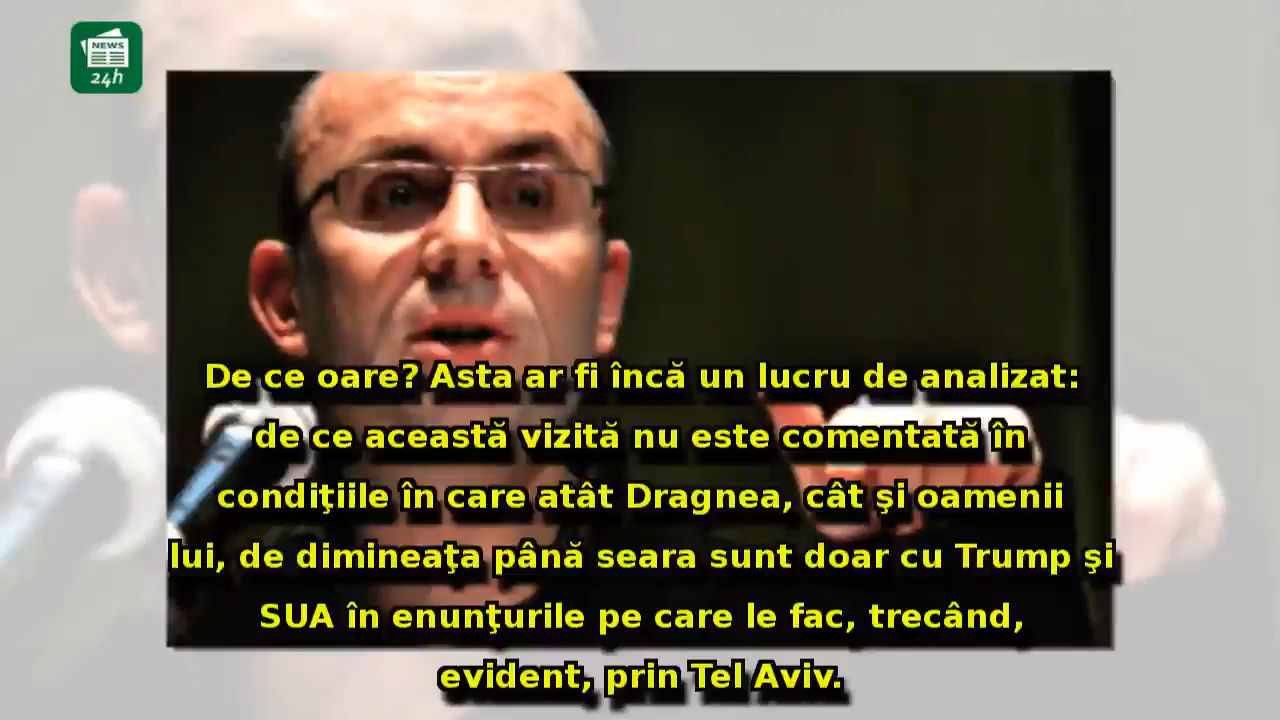 NEWS
24h
De ce oare? Asta ar fi încă un lucru de analizat:
de ce această vizită nu este comentată în
condiţiile în care atât Dragnea, cât şi oamenii
lui, de dimineaţa până seara sunt doar cu Trump şi
SUA în enunţurile pe care le fac, trecând,
evident, prin Tel Aviv.